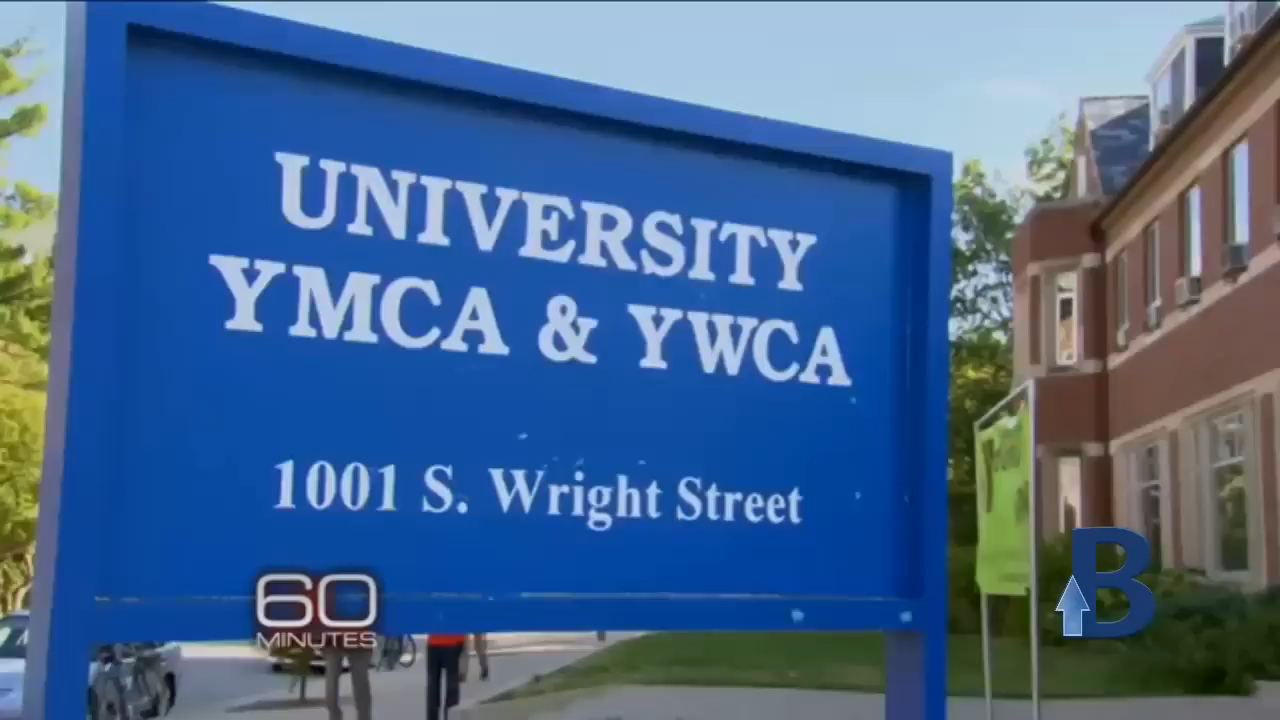 UNIVERSITY
YMCA & YWCA
1001 S. Wright Street
60
MINUTES
B